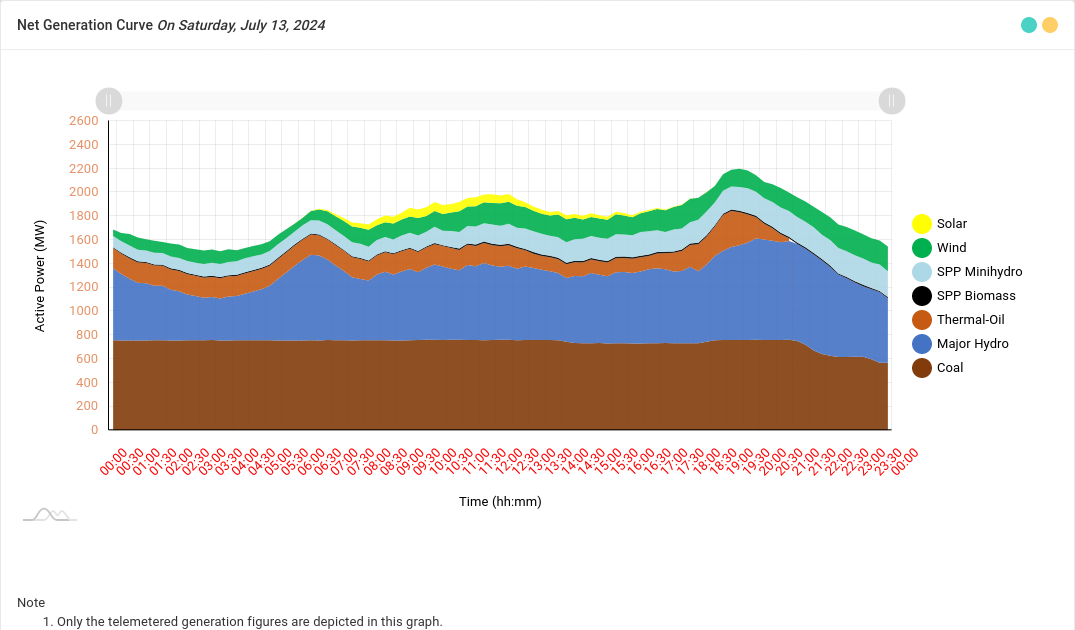 Net Generation Curve On Saturday, July 13, 2024
2600
2400
2200
2000
1800
1600
1400
1200
1000
800
600
400
200
0
Active Power (MW)
00:00 00:30 01:00 01:30 02:00 02:30 03:00 03:30 04:00 04:30 05:00 05:30 06:00 06:30 07:00 07:30 08:00 08:30 09:00 09:30 10:00 10:30 11:00 11:30 12:00 12:30 13:00 13:30 14:00 14:30 15:00 15:30 16:00 16:30 17:00 17:30 18:00 18:30 19:00 19:30 20:00 20:30 21:00 21:30 22:00 22:30 23:00 23:30 00:00
Time (hh:mm)
Solar
Wind
SPP Minihydro
SPP Biomass
Thermal-Oil
Major Hydro
Coal
Note
1. Only the telemetered generation figures are depicted in this graph.